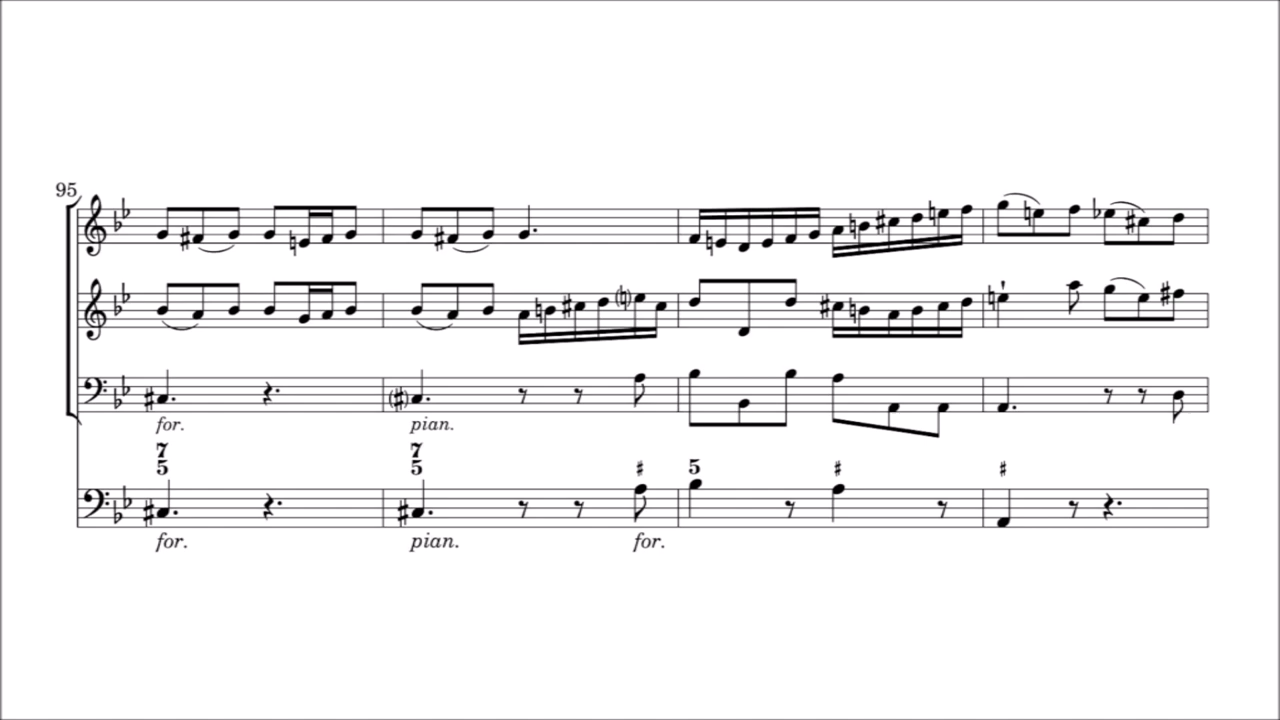 95
for. pian.
7 7
5 5 ♯ 5 ♯ ♯
for. pian. for.